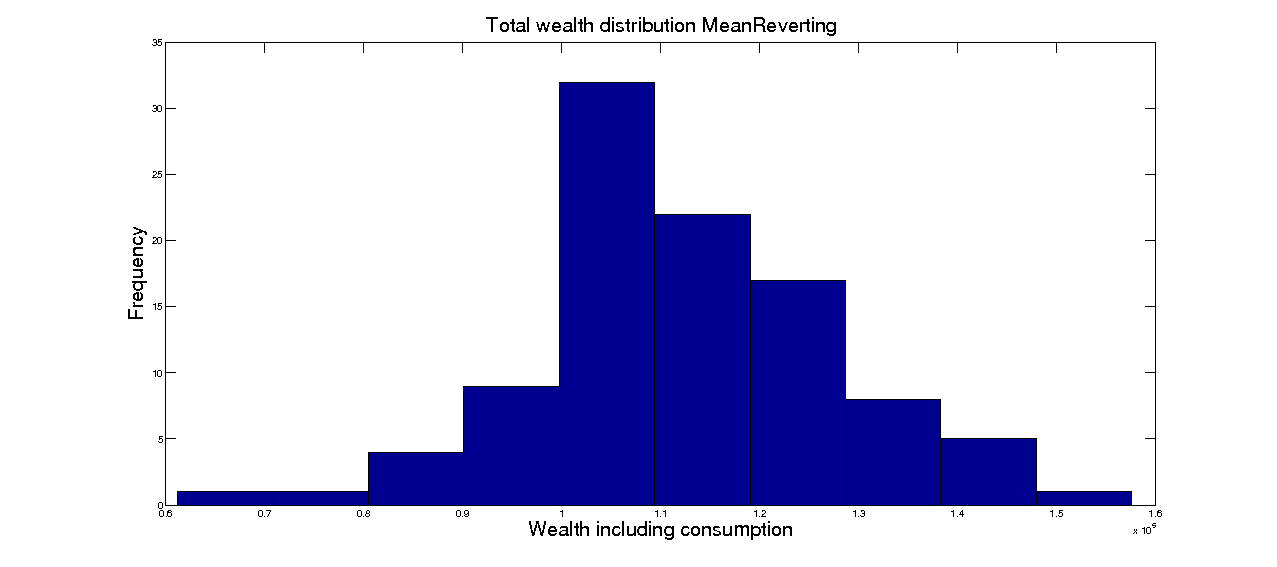 Total wealth distribution MeanReverting
35
30
25
20
15
10
5
0
Frequency
0.6 0.7 0.8 0.9 1 1.1 1.2 1.3 1.4 1.5 1.6
Wealth including consumption
x 10